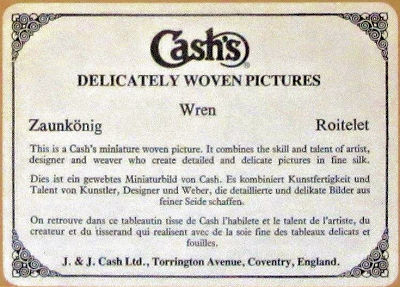 Cash's®
DELICATELY WOVEN PICTURES
Wren
Zaunkönig Roitelet
This is a Cash's miniature woven picture. It combines the skill and talent of artist,
designer and weaver who create detailed and delicate pictures in fine silk.
Dies ist ein gewebtes Miniaturbild von Cash. Es kombiniert Kunstfertigkeit und
Talent von Kunstler, Designer und Weber, die detaillierte und delikate Bilder aus
feiner Seide schaffen.
On retrouve dans ce tableautin tisse de Cash l'habilete et le talent de l'artiste, du
createur et du tisserand qui realisent avec de la soie fine des tableaux delicats et
fouilles.
J. & J. Cash Ltd., Torrington Avenue, Coventry, England.